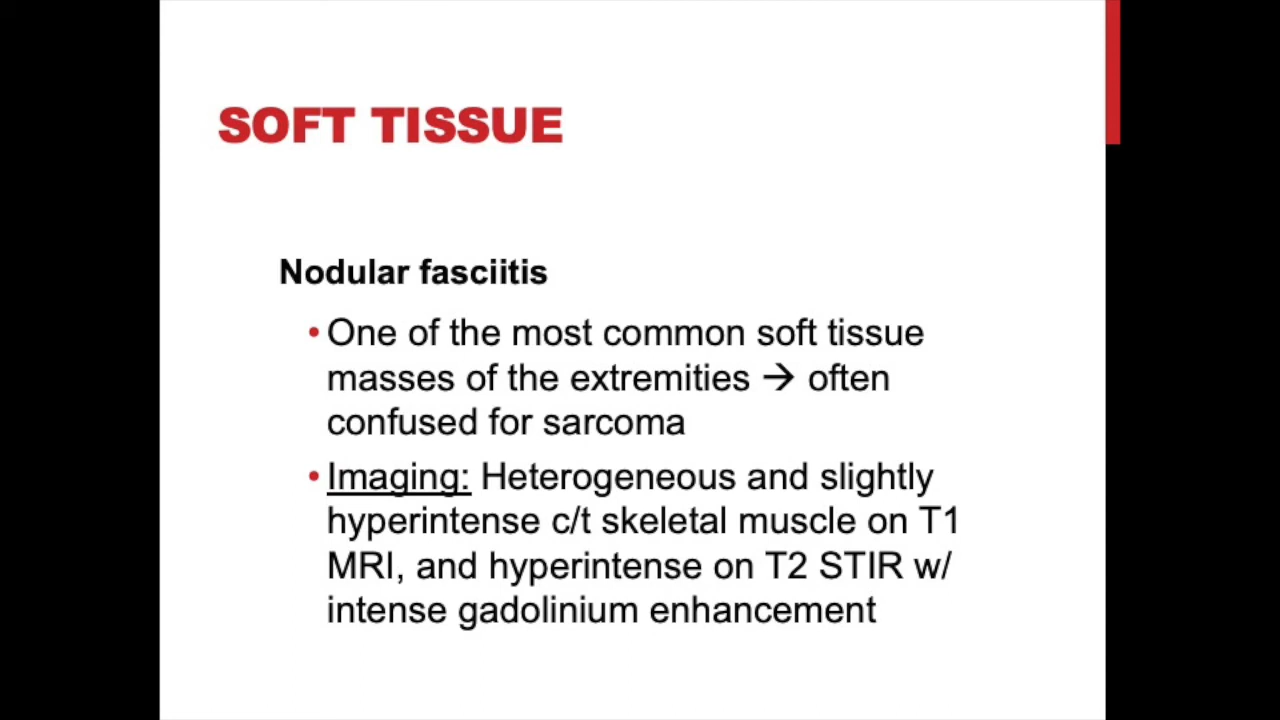 SOFT TISSUE
Nodular fasciitis
•One of the most common soft tissue
masses of the extremities → often
confused for sarcoma
•Imaging: Heterogeneous and slightly
hyperintense c/t skeletal muscle on T1
MRI, and hyperintense on T2 STIR w/
intense gadolinium enhancement